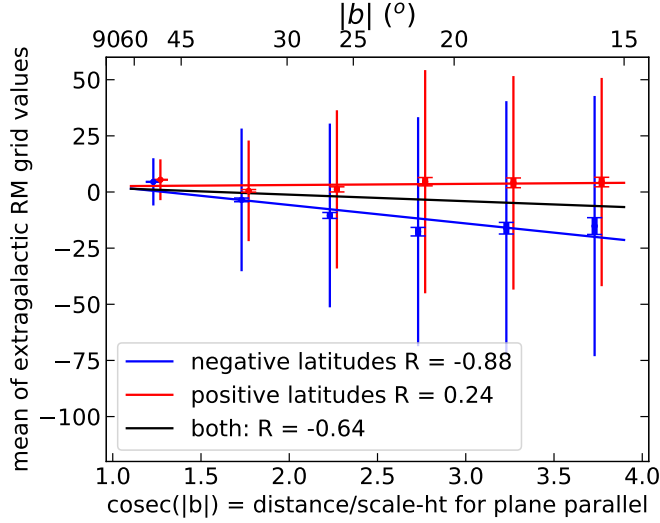 |b| (°)
90 60 45 30 25 20 15
mean of extragalactic RM grid values
50
25
0
−25
−50
−75
−100
negative latitudes R = -0.88
positive latitudes R = 0.24
both: R = -0.64
1.0 1.5 2.0 2.5 3.0 3.5 4.0
cosec(|b|) = distance/scale-ht for plane parallel